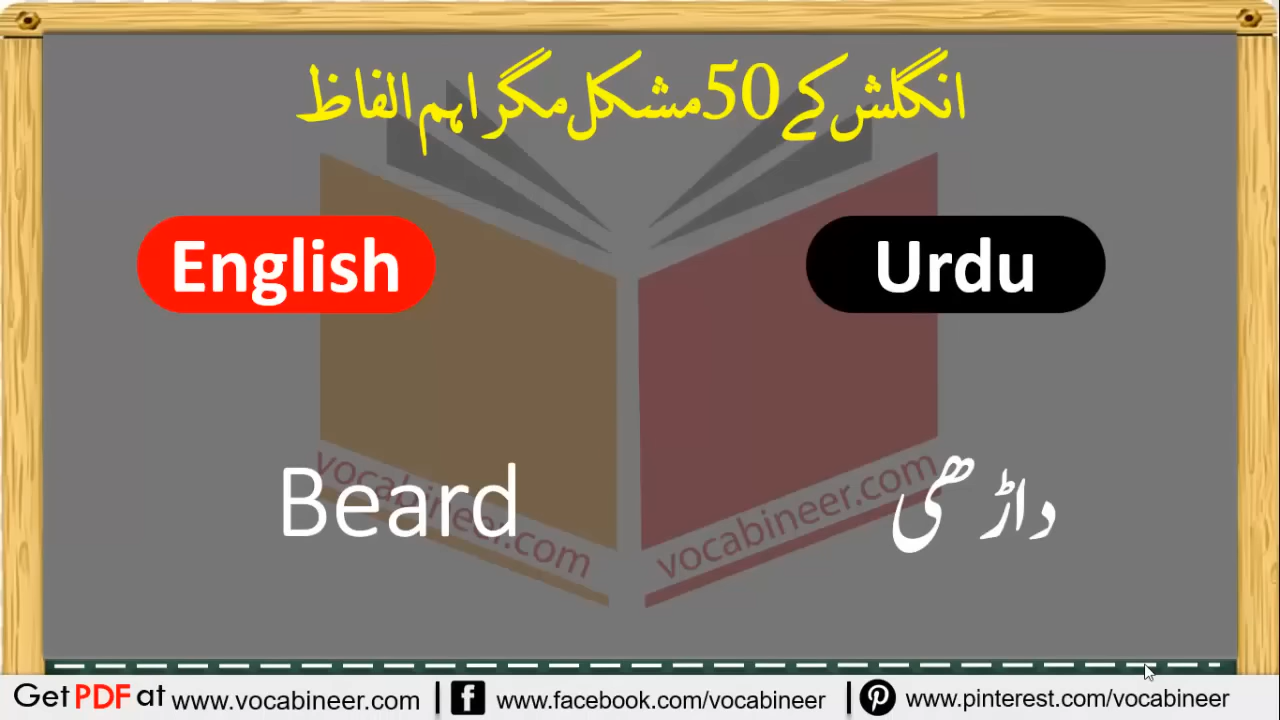 انگلش کے 50 مشکل مگر اہم الفاظ
English Urdu
Beard داڑھی
vocabineer.com vocabineer.com
Get PDF at www.vocabineer.com | www.facebook.com/vocabineer | www.pinterest.com/vocabineer